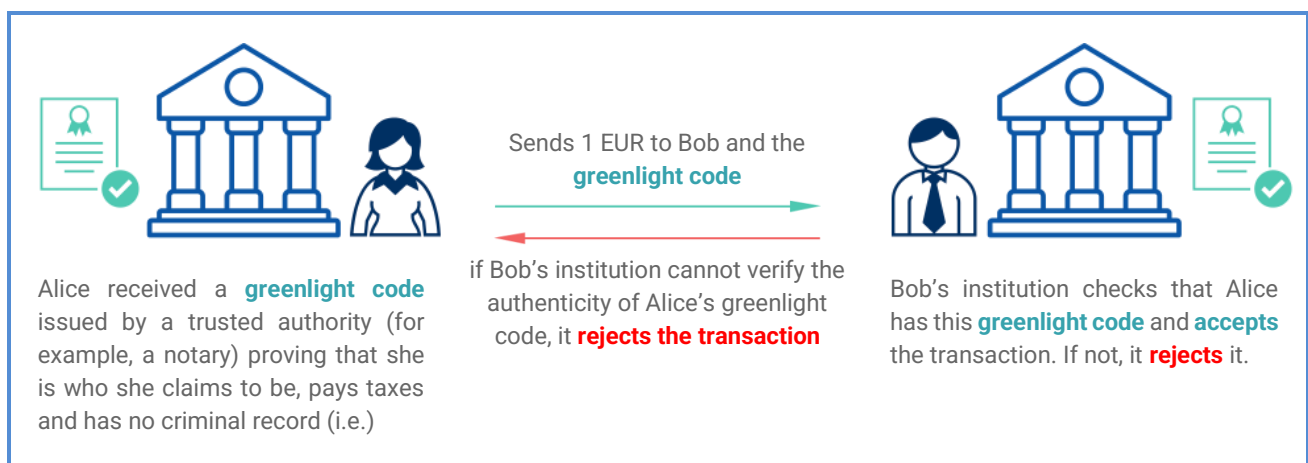 Alice received a greenlight code
issued by a trusted authority (for
example, a notary) proving that she
is who she claims to be, pays taxes
and has no criminal record (i.e.)
Sends 1 EUR to Bob and the
greenlight code
if Bob's institution cannot verify the
authenticity of Alice's greenlight
code, it rejects the transaction
Bob's institution checks that Alice
has this greenlight code and accepts
the transaction. If not, it rejects it.